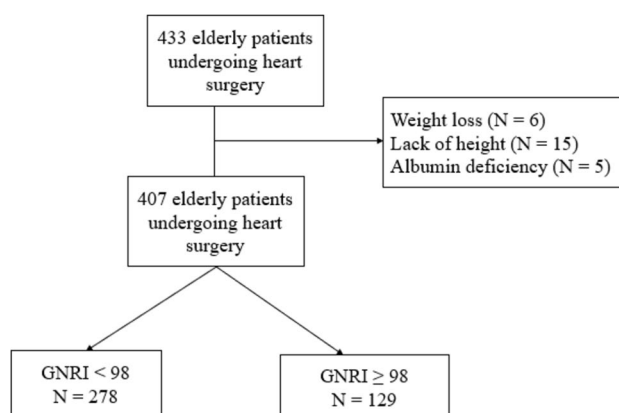 433 elderly patients
undergoing heart
surgery
Weight loss (N = 6)
Lack of height (N = 15)
Albumin deficiency (N = 5)
407 elderly patients
undergoing heart
surgery
GNRI < 98
N = 278
GNRI ≥ 98
N = 129